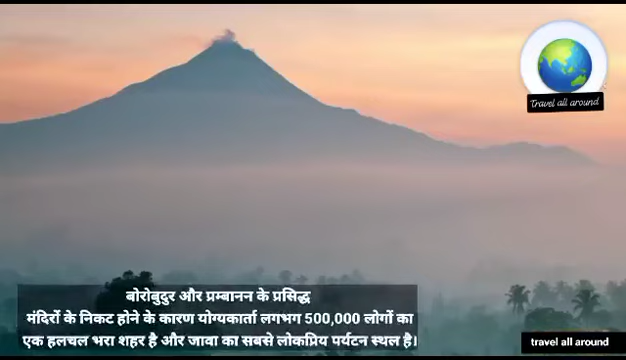 Travel all around
बोरोबुदुर और प्रम्बानन के प्रसिद्ध
मंदिरों के निकट होने के कारण योग्यकार्ता लगभग 500,000 लोगों का
एक हलचल भरा शहर है और जावा का सबसे लोकप्रिय पर्यटन स्थल है।
travel all around